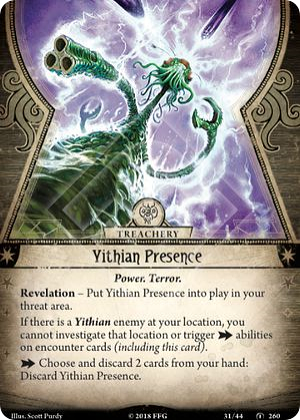 TREACHERY
Yithian Presence
Power. Terror.
Revelation – Put Yithian Presence into play in your
threat area.
If there is a Yithian enemy at your location, you
cannot investigate that location or trigger abilities
on encounter cards (including this card).
Choose and discard 2 cards from your hand:
Discard Yithian Presence.
Illus. Scott Purdy © 2018 FFG 31/44 260